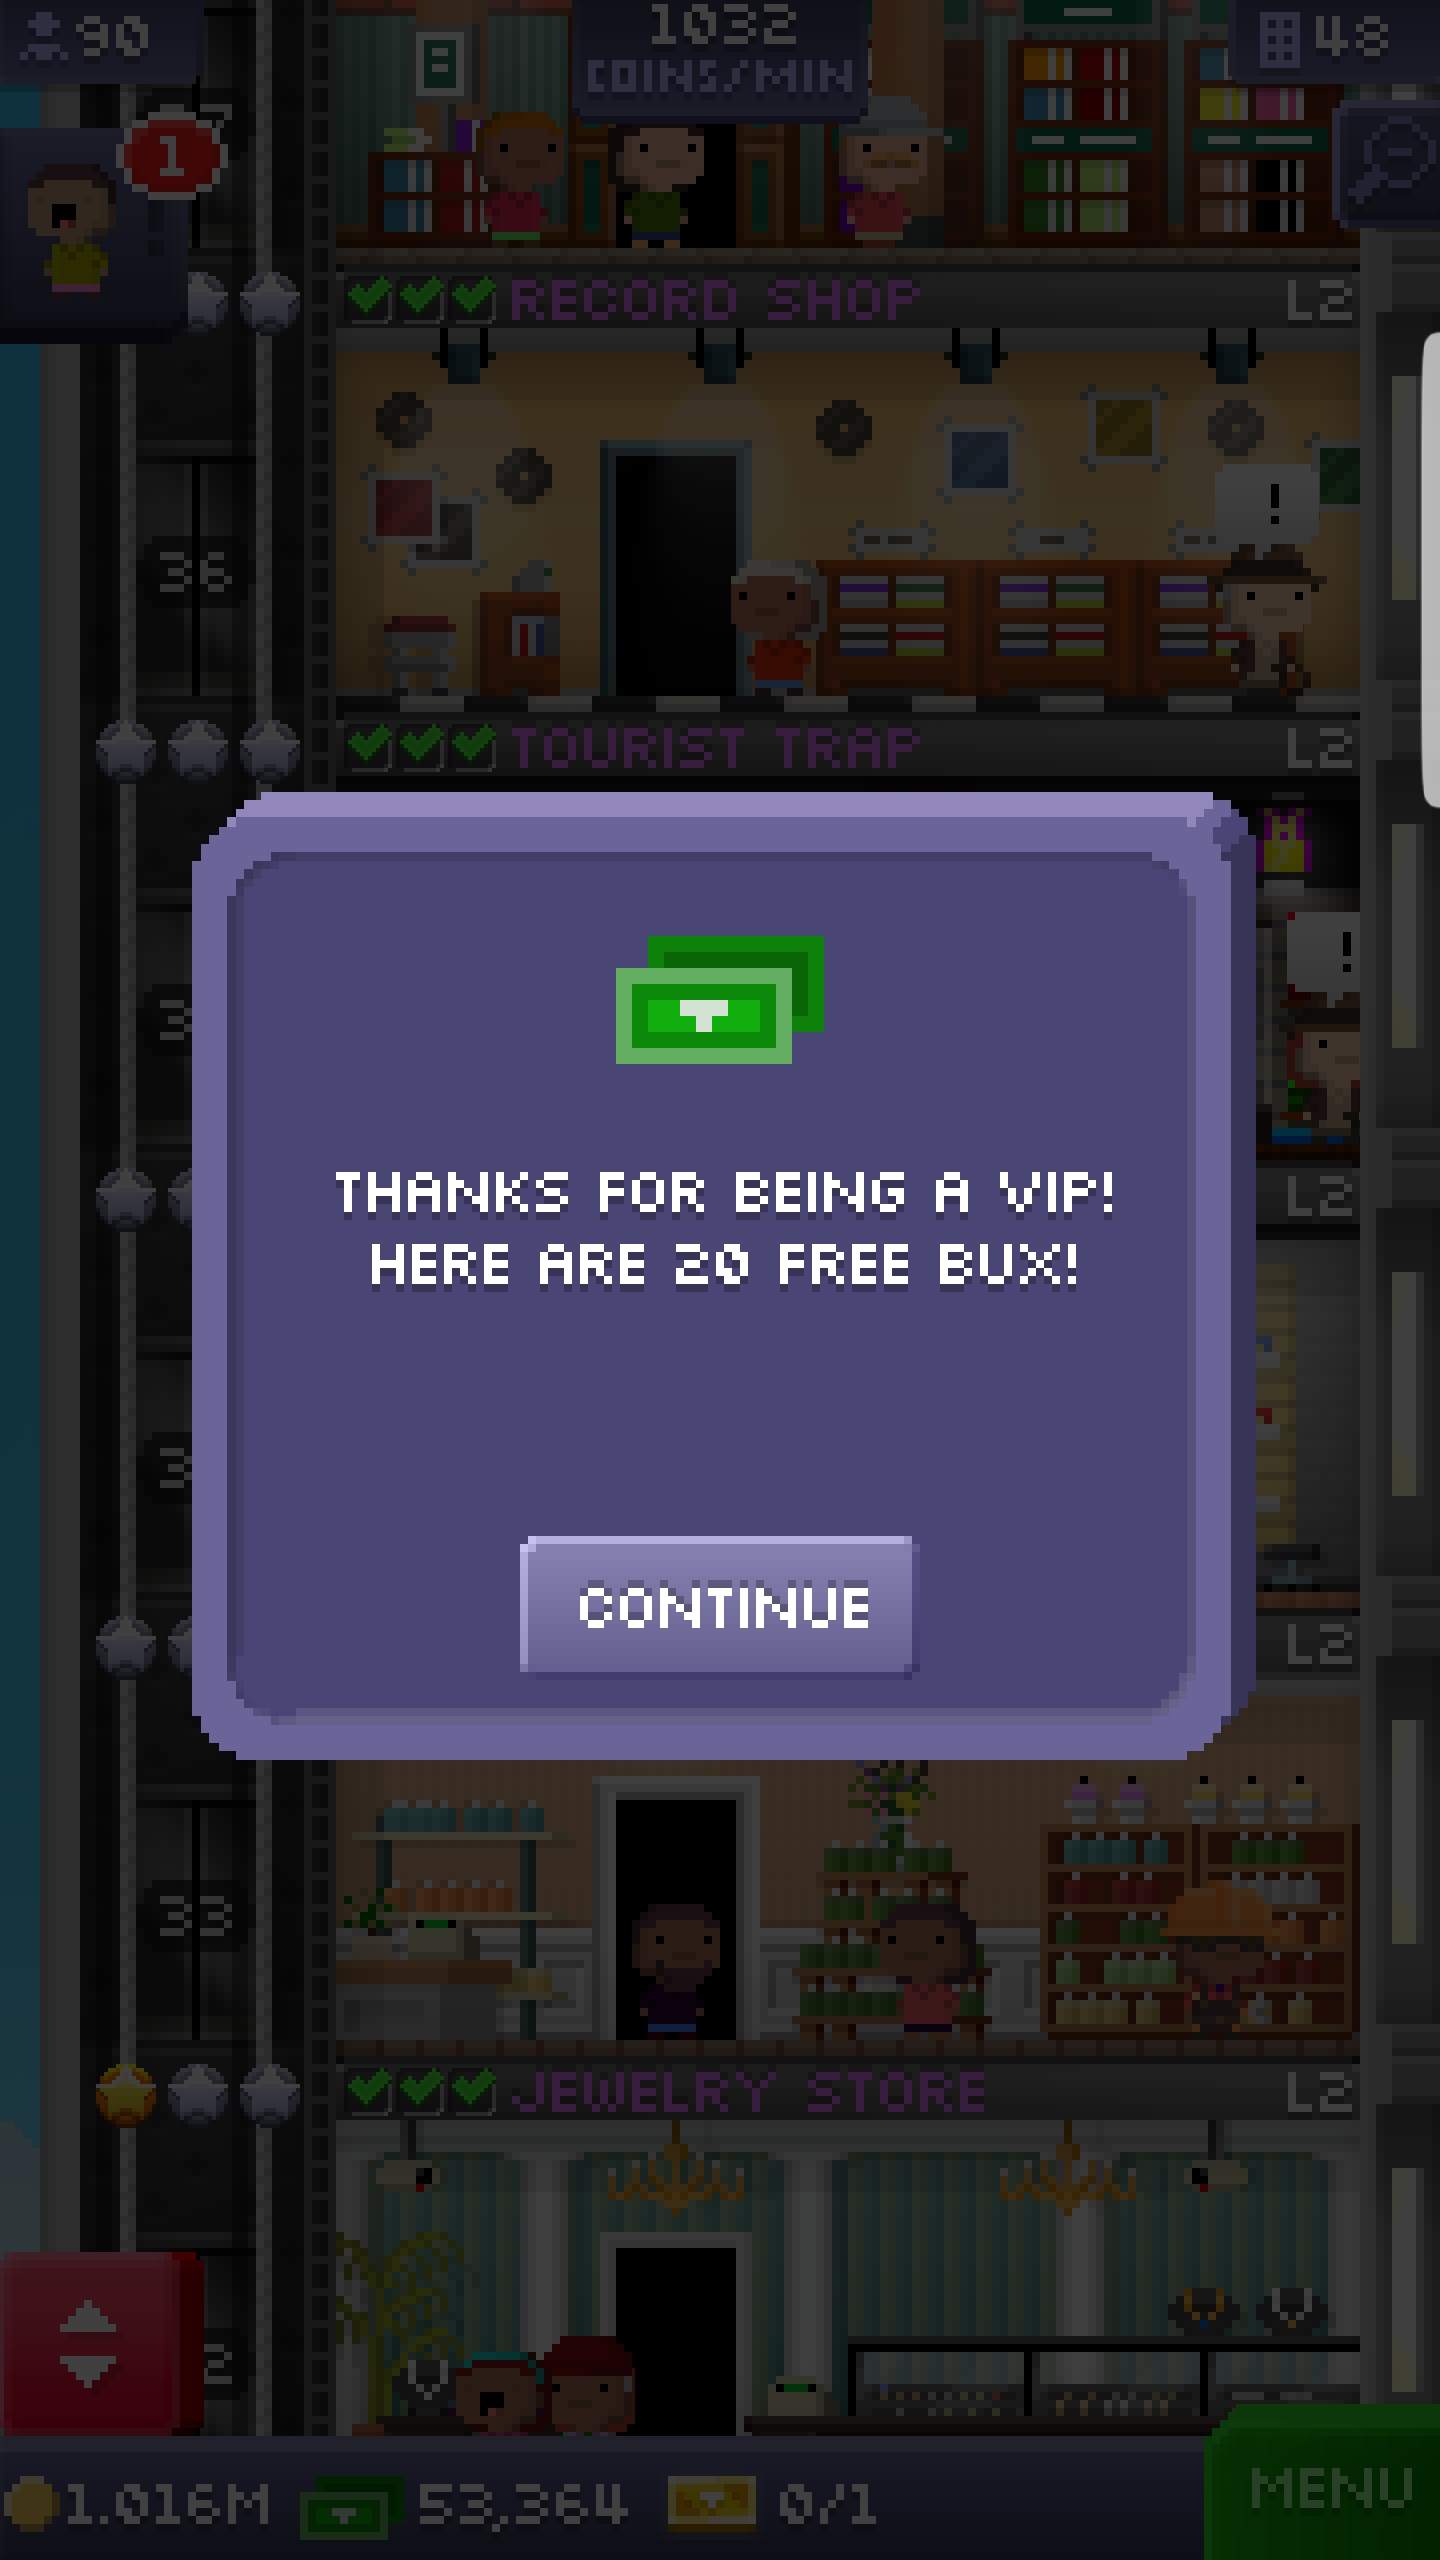 90
1032
COINS/MIN
48
1
RECORD SHOP
L2
!
36
TOURIST TRAP
L2
!
THANKS FOR BEING A VIP!
HERE ARE 20 FREE BUX!
L2
CONTINUE
L2
33
JEWELRY STORE
L2
1.016M
53,364
0/1
MENU